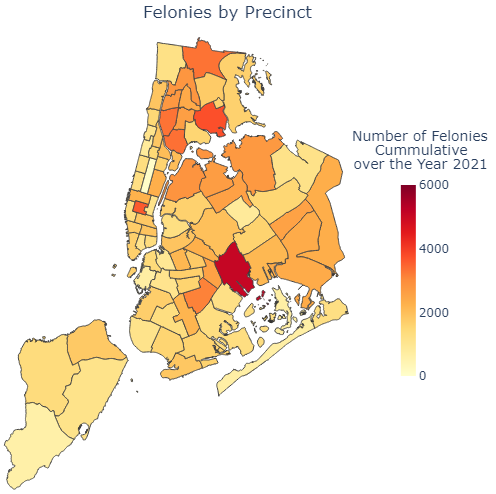 Felonies by Precinct
Number of Felonies
Cummulative
over the Year 2021
6000
4000
2000
0